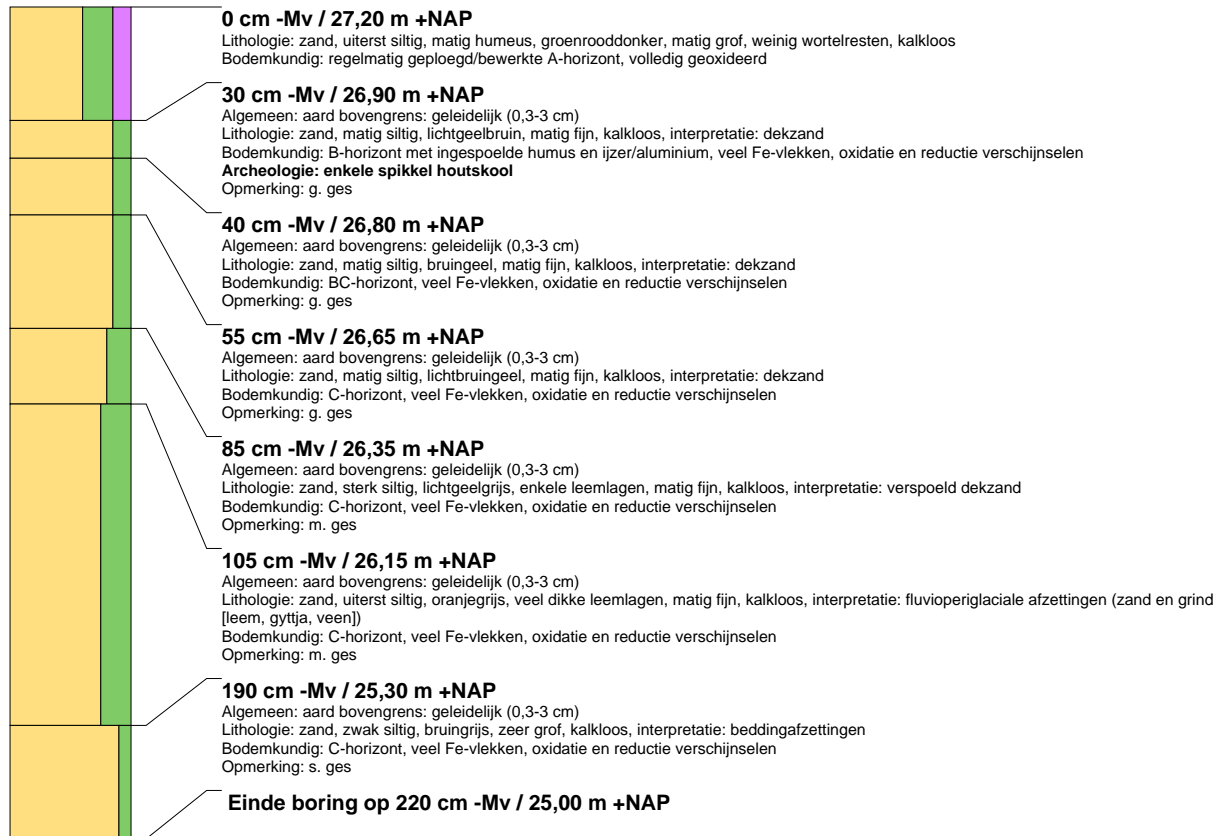 0 cm -Mv / 27,20 m +NAP
Lithologie: zand, uiterst siltig, matig humeus, groenrooddonker, matig grof, weinig wortelresten, kalkloos
Bodemkundig: regelmatig geploegd/bewerkte A-horizont, volledig geoxideerd
30 cm -Mv / 26,90 m +NAP
Algemeen: aard bovengrens: geleidelijk (0,3-3 cm)
Lithologie: zand, matig siltig, lichtgeelbruin, matig fijn, kalkloos, interpretatie: dekzand
Bodemkundig: B-horizont met ingespoelde humus en ijzer/aluminium, veel Fe-vlekken, oxidatie en reductie verschijnselen
Archeologie: enkele spikkel houtskool
Opmerking: g. ges
40 cm -Mv / 26,80 m +NAP
Algemeen: aard bovengrens: geleidelijk (0,3-3 cm)
Lithologie: zand, matig siltig, bruingeel, matig fijn, kalkloos, interpretatie: dekzand
Bodemkundig: BC-horizont, veel Fe-vlekken, oxidatie en reductie verschijnselen
Opmerking: g. ges
55 cm -Mv / 26,65 m +NAP
Algemeen: aard bovengrens: geleidelijk (0,3-3 cm)
Lithologie: zand, matig siltig, lichtbruingeel, matig fijn, kalkloos, interpretatie: dekzand
Bodemkundig: C-horizont, veel Fe-vlekken, oxidatie en reductie verschijnselen
Opmerking: g. ges
85 cm -Mv / 26,35 m +NAP
Algemeen: aard bovengrens: geleidelijk (0,3-3 cm)
Lithologie: zand, sterk siltig, lichtgeelgrijs, enkele leemlagen, matig fijn, kalkloos, interpretatie: verspoeld dekzand
Bodemkundig: C-horizont, veel Fe-vlekken, oxidatie en reductie verschijnselen
Opmerking: m. ges
105 cm -Mv / 26,15 m +NAP
Algemeen: aard bovengrens: geleidelijk (0,3-3 cm)
Lithologie: zand, uiterst siltig, oranjegrijs, veel dikke leemlagen, matig fijn, kalkloos, interpretatie: fluvioperiglaciale afzettingen (zand en grind
[leem, gyttja, veen])
Bodemkundig: C-horizont, veel Fe-vlekken, oxidatie en reductie verschijnselen
Opmerking: m. ges
190 cm -Mv / 25,30 m +NAP
Algemeen: aard bovengrens: geleidelijk (0,3-3 cm)
Lithologie: zand, zwak siltig, bruingrijs, zeer grof, kalkloos, interpretatie: beddingafzettingen
Bodemkundig: C-horizont, veel Fe-vlekken, oxidatie en reductie verschijnselen
Opmerking: s. ges
Einde boring op 220 cm -Mv / 25,00 m +NAP